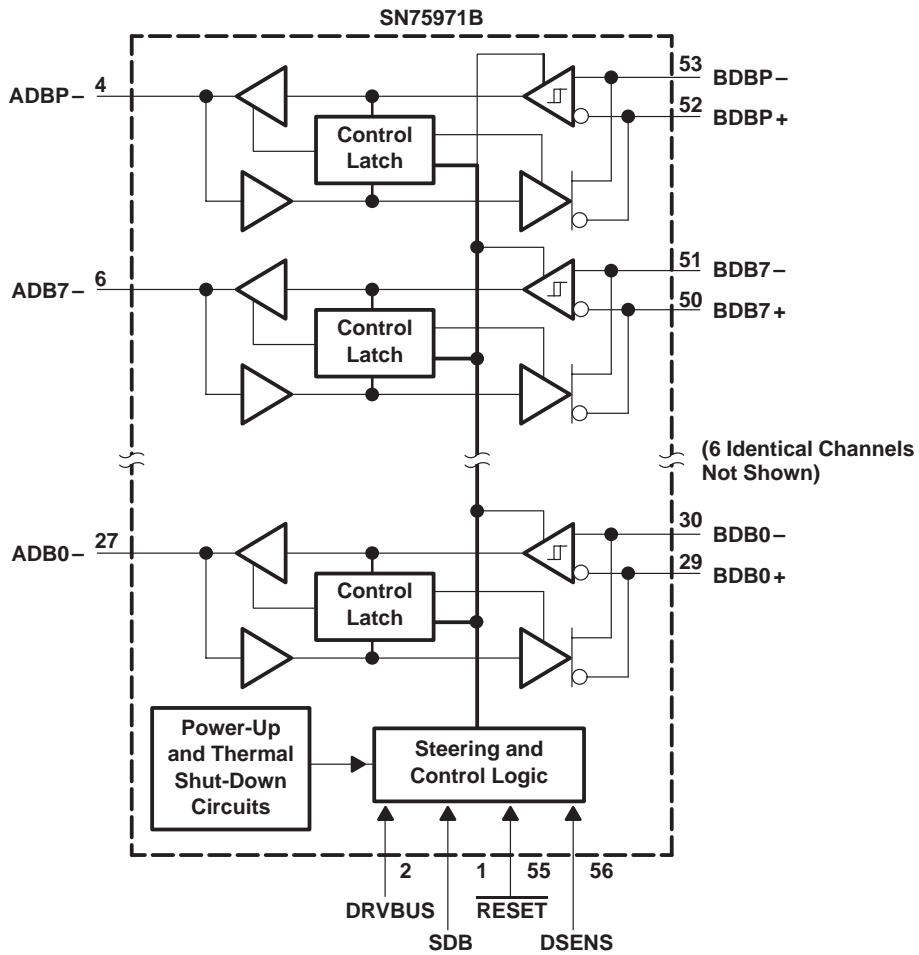 SN75971B
ADBP– 4
53 BDBP–
52 BDBP+
Control
Latch
ADB7– 6
51 BDB7–
50 BDB7+
Control
Latch
(6 Identical Channels
Not Shown)
ADB0– 27
30 BDB0–
29 BDB0+
Control
Latch
Power-Up
and Thermal
Shut-Down
Circuits
Steering and
Control Logic
2 1 55 56
DRVBUS RESET
SDB DSENS